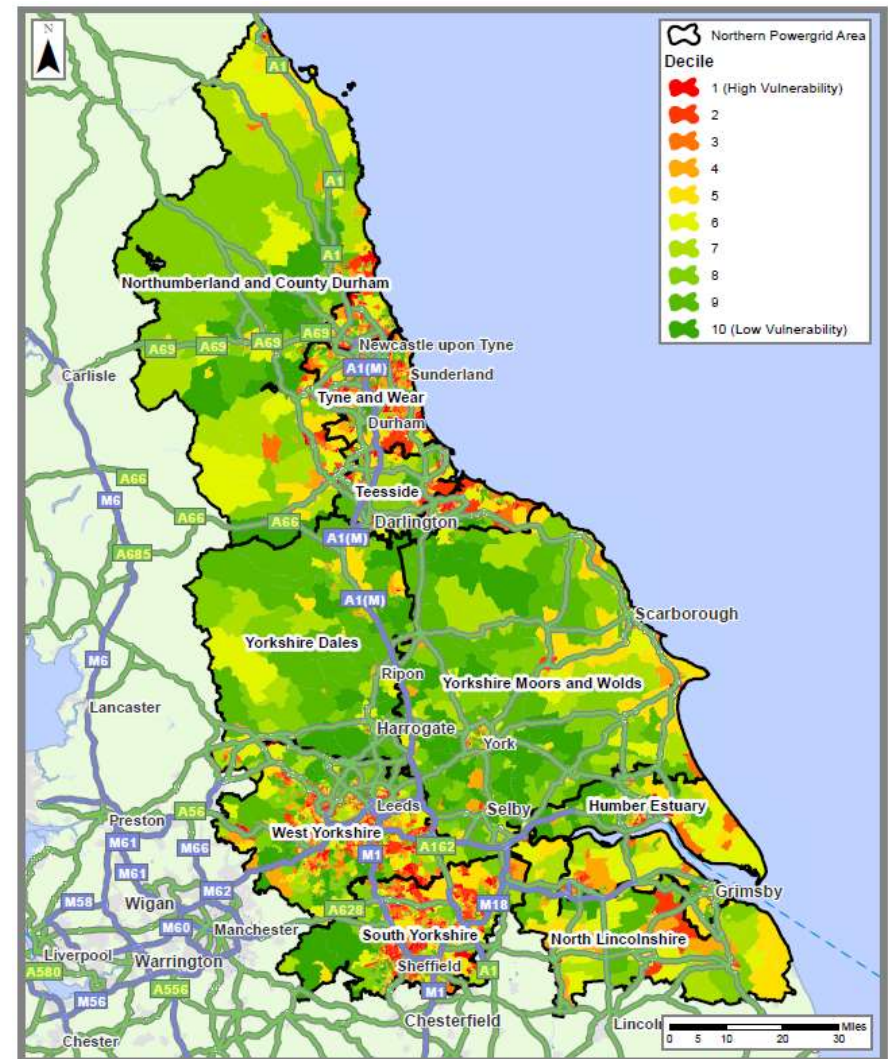 N
Northern Powergrid Area
Decile
1 (High Vulnerability)
2
3
4
5
6
7
8
9
10 (Low Vulnerability)
A1
A1
A1
Northumberland and County Durham
A69
A69
A69
A69
Newcastle upon Tyne
Carlisle
A1(M)
Sunderland
Tyne and Wear
Durham
M6
A66
Teesside
A66
A66
Darlington
A685
A1(M)
A1(M)
Scarborough
Yorkshire Dales
M6
Ripon
Yorkshire Moors and Wolds
Lancaster
Harrogate
York
Leeds
Selby
Humber Estuary
Preston
A56
West Yorkshire
M61
M66
M1
A162
M61
M58
M62
Grimsby
Wigan
A628
M18
M60
Manchester
South Yorkshire
North Lincolnshire
Liverpool
Warrington
Sheffield
A580
A1
A556
M1
M56
Chesterfield
Lincoln
Chester
Miles
0 5 10 20 30